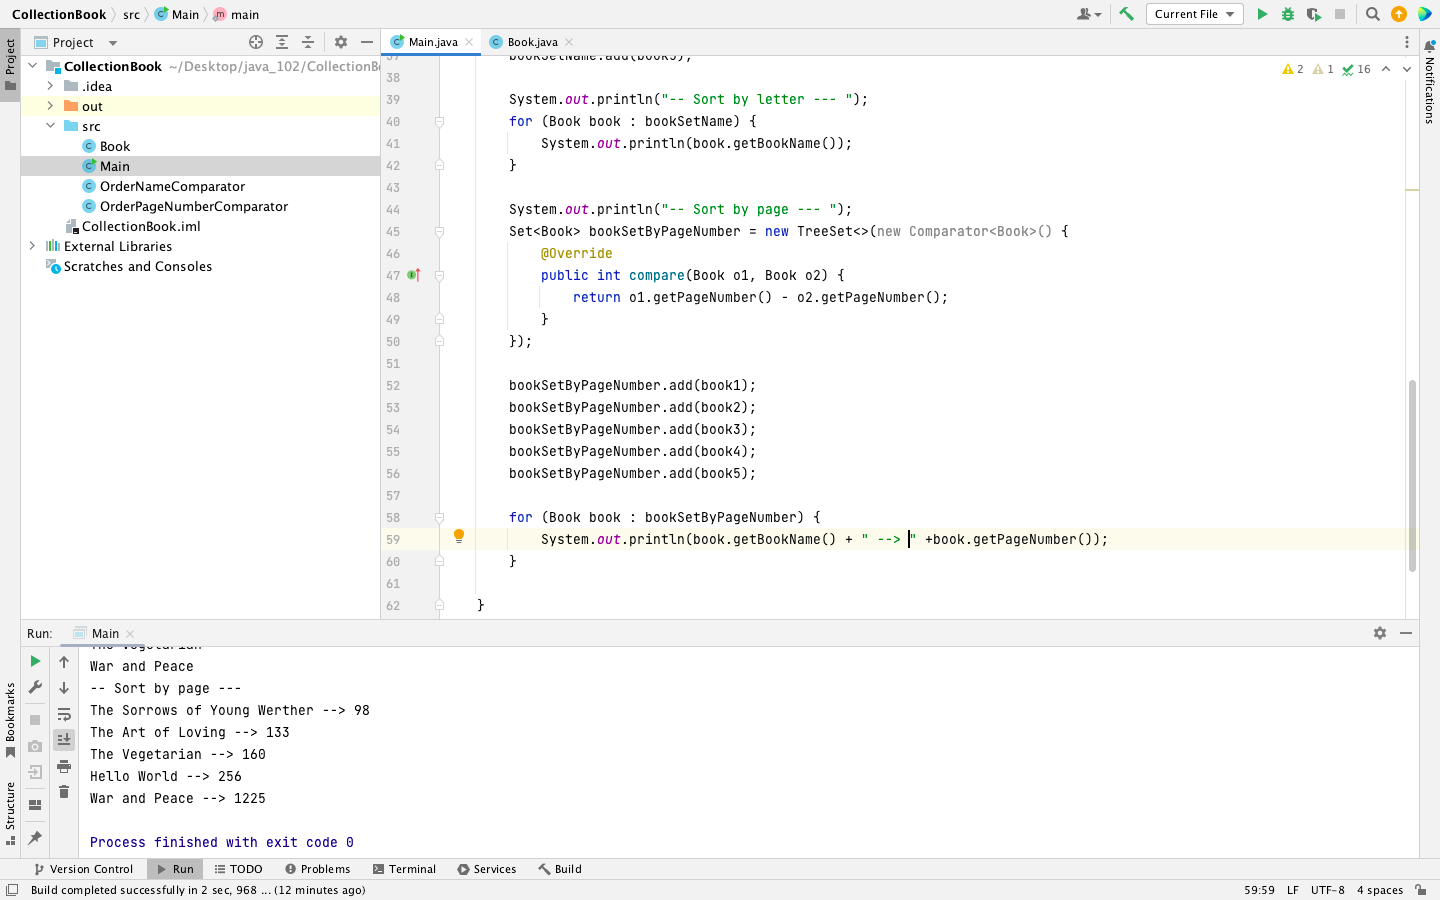 CollectionBook src Main main Current File
Project
Main.java Book.java
CollectionBook ~/Desktop/java_102/CollectionB
.idea
out
src
Book
Main
OrderNameComparator
OrderPageNumberComparator
CollectionBook.iml
External Libraries
Scratches and Consoles
Project
Bookmarks
Structure
Notifications
2 1 16
37 bookSetName.add(book5);
38
39 System.out.println("-- Sort by letter --- ");
40 for (Book book : bookSetName) {
41 System.out.println(book.getBookName());
42 }
43
44 System.out.println("-- Sort by page --- ");
45 Set<Book> bookSetByPageNumber = new TreeSet<>(new Comparator<Book>() {
46 @Override
47 public int compare(Book o1, Book o2) {
48 return o1.getPageNumber() - o2.getPageNumber();
49 }
50 });
51
52 bookSetByPageNumber.add(book1);
53 bookSetByPageNumber.add(book2);
54 bookSetByPageNumber.add(book3);
55 bookSetByPageNumber.add(book4);
56 bookSetByPageNumber.add(book5);
57
58 for (Book book : bookSetByPageNumber) {
59 System.out.println(book.getBookName() + " --> " +book.getPageNumber());
60 }
61
62 }
Run: Main
The Vegetarian
War and Peace
-- Sort by page ---
The Sorrows of Young Werther --> 98
The Art of Loving --> 133
The Vegetarian --> 160
Hello World --> 256
War and Peace --> 1225
Process finished with exit code 0
Version Control Run TODO Problems Terminal Services Build
Build completed successfully in 2 sec, 968 ... (12 minutes ago) 59:59 LF UTF-8 4 spaces